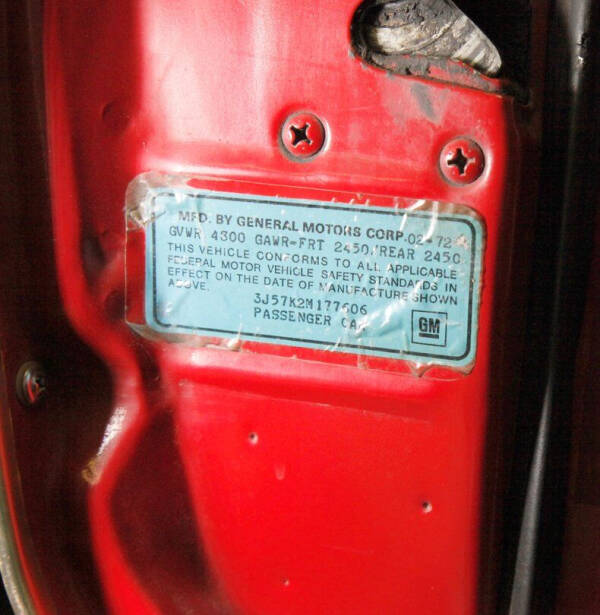 MFD. BY GENERAL MOTORS CORP. 02-72
GVWR 4300 GAWR-FRT 2450/REAR 2450
THIS VEHICLE CONFORMS TO ALL APPLICABLE
FEDERAL MOTOR VEHICLE SAFETY STANDARDS IN
EFFECT ON THE DATE OF MANUFACTURE SHOWN
ABOVE.
3J57K2M177606
PASSENGER CAR
GM